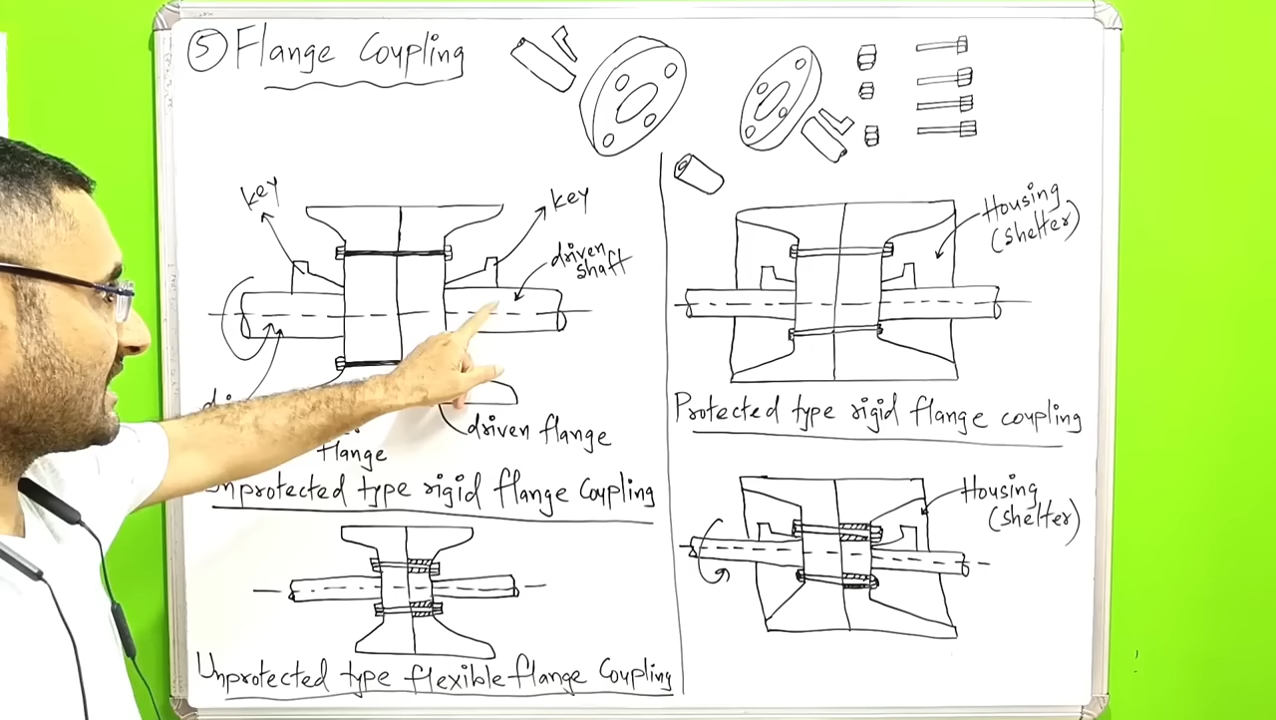 ⑤ Flange Coupling
key
key
driven
shaft
Housing
(shelter)
driven flange
flange
Unprotected type rigid flange Coupling
Protected type rigid flange coupling
Housing
(shelter)
Unprotected type flexible flange Coupling